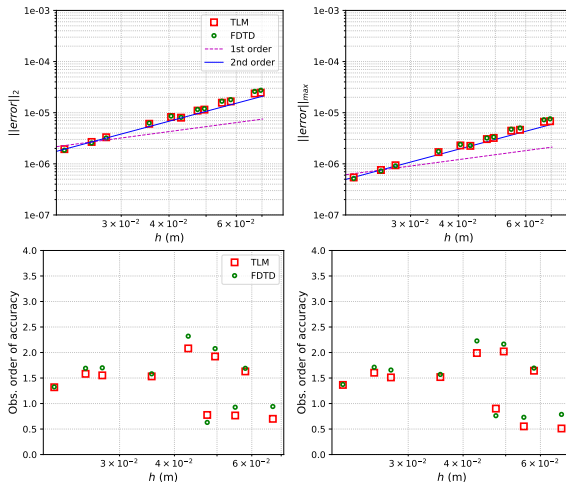 1e−03
1e−04
1e−05
1e−06
1e−07
||error||₂
TLM
FDTD
1st order
2nd order
3 × 10⁻²
4 × 10⁻²
6 × 10⁻²
h (m)
1e−03
1e−04
1e−05
1e−06
1e−07
||error||max
3 × 10⁻²
4 × 10⁻²
6 × 10⁻²
h (m)
4.0
3.5
3.0
2.5
2.0
1.5
1.0
0.5
0.0
Obs. order of accuracy
TLM
FDTD
3 × 10⁻²
4 × 10⁻²
6 × 10⁻²
h (m)
4.0
3.5
3.0
2.5
2.0
1.5
1.0
0.5
0.0
Obs. order of accuracy
3 × 10⁻²
4 × 10⁻²
6 × 10⁻²
h (m)